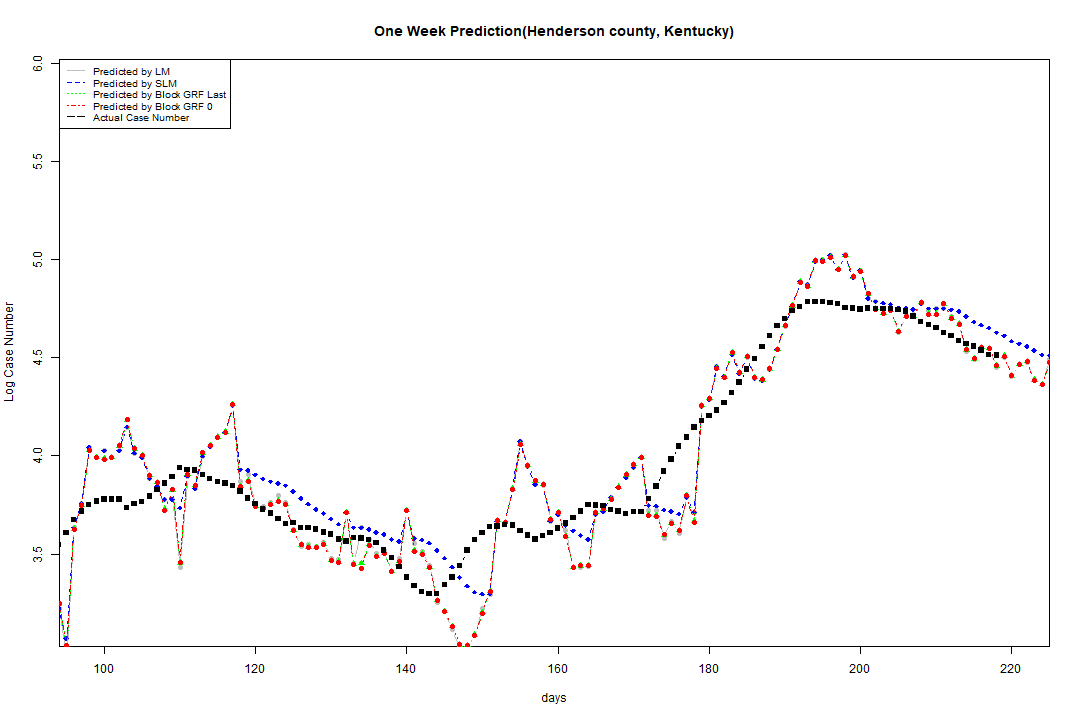 One Week Prediction(Henderson county, Kentucky)
Predicted by LM
Predicted by SLM
Predicted by Block GRF Last
Predicted by Block GRF 0
Actual Case Number
6.0
5.5
5.0
4.5
4.0
3.5
Log Case Number
100 120 140 160 180 200 220
days